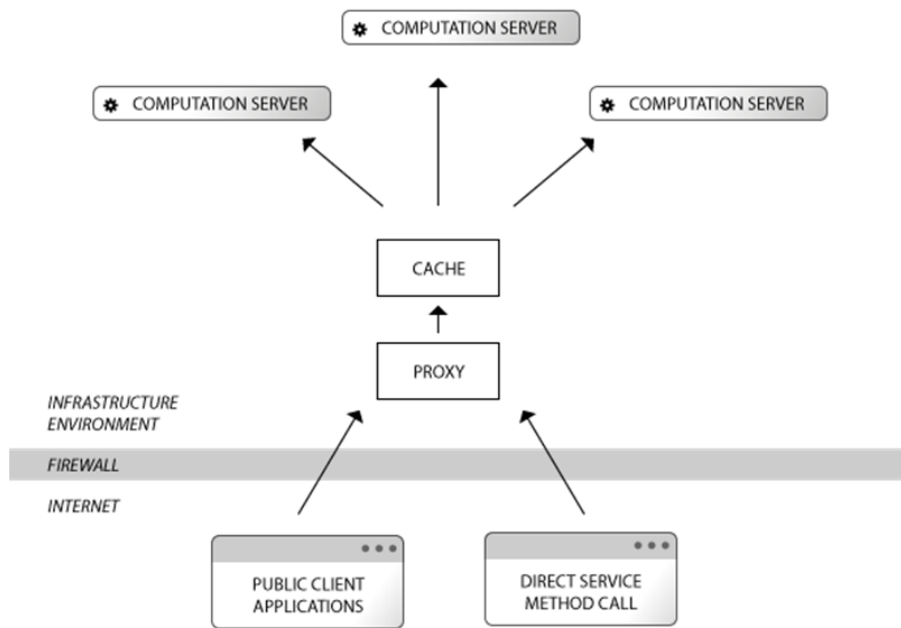 COMPUTATION SERVER
COMPUTATION SERVER
COMPUTATION SERVER
CACHE
PROXY
INFRASTRUCTURE
ENVIRONMENT
FIREWALL
INTERNET
PUBLIC CLIENT
APPLICATIONS
DIRECT SERVICE
METHOD CALL